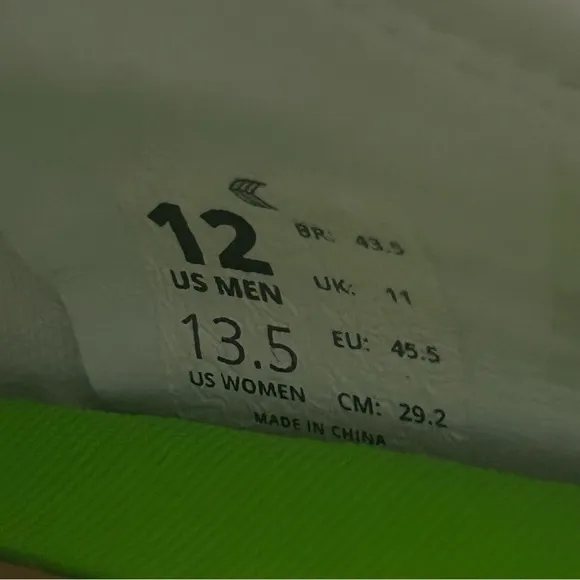 12
US MEN
13.5
US WOMEN
BR: 43.5
UK: 11
EU: 45.5
CM: 29.2
MADE IN CHINA